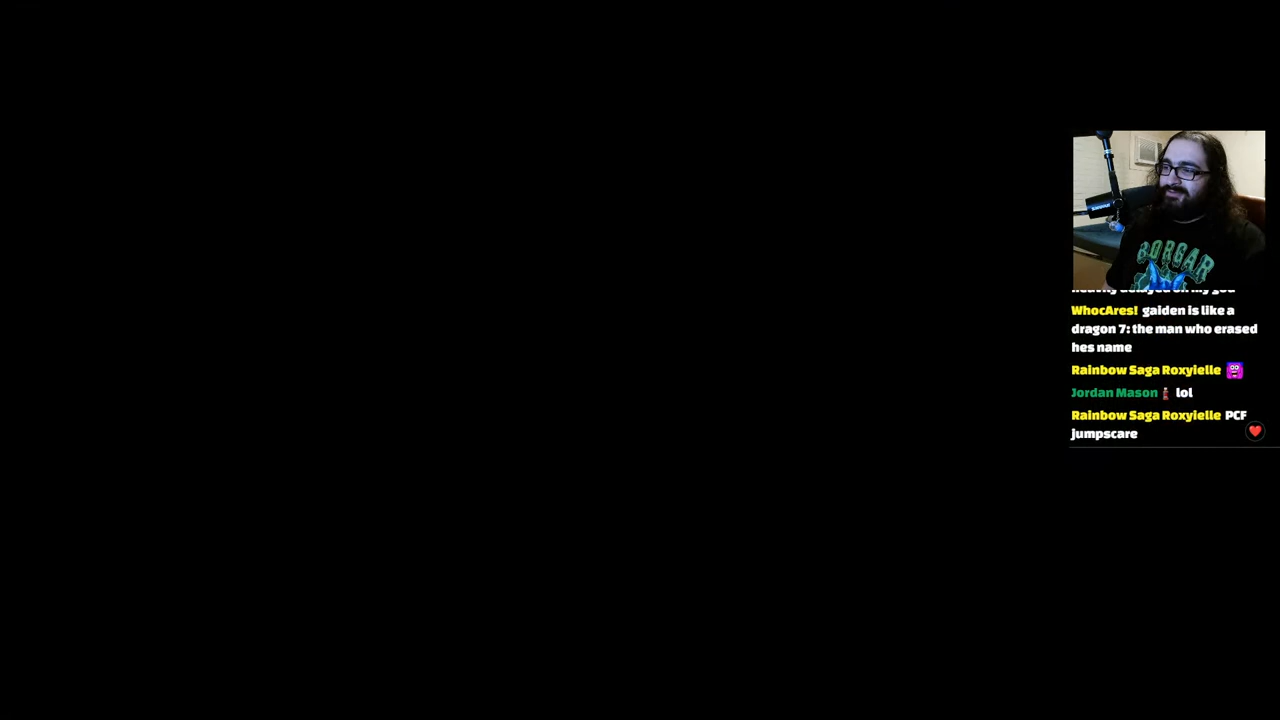 BORGAR
WhocAres! gaiden is like a
dragon 7: the man who erased
hes name
Rainbow Saga Roxyielle
Jordan Mason lol
Rainbow Saga Roxyielle PCF
jumpscare